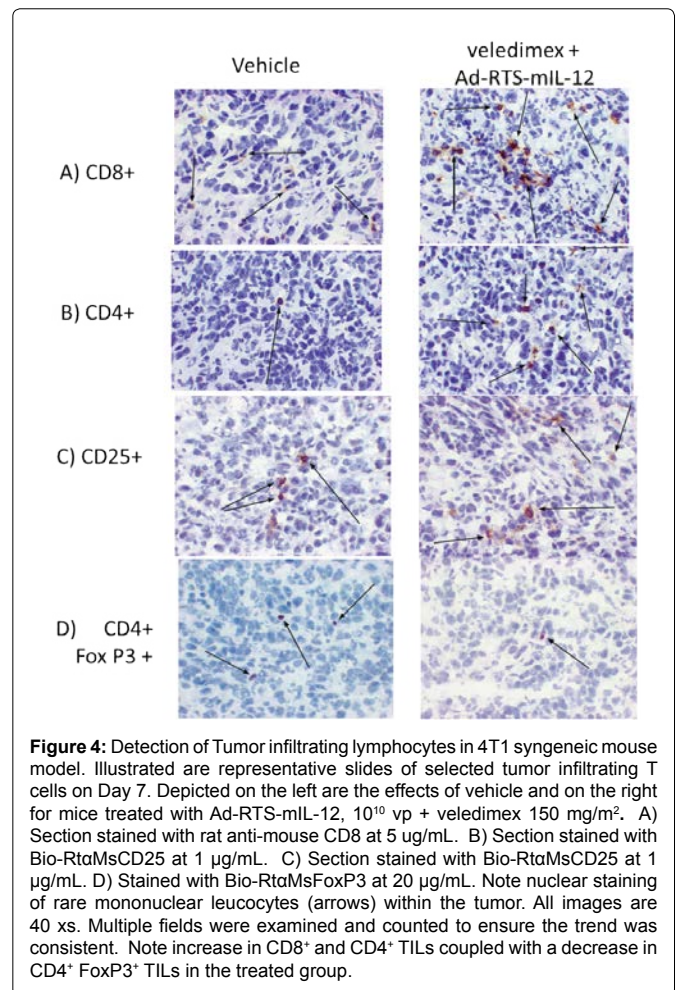 Vehicle
veledimex +
Ad-RTS-mIL-12
A) CD8+
B) CD4+
C) CD25+
D) CD4+
Fox P3 +
Figure 4: Detection of Tumor infiltrating lymphocytes in 4T1 syngeneic mouse
model. Illustrated are representative slides of selected tumor infiltrating T
cells on Day 7. Depicted on the left are the effects of vehicle and on the right
for mice treated with Ad-RTS-mIL-12, 10¹⁰ vp + veledimex 150 mg/m². A)
Section stained with rat anti-mouse CD8 at 5 ug/mL. B) Section stained with
Bio-RtαMsCD25 at 1 µg/mL. C) Section stained with Bio-RtαMsCD25 at 1
µg/mL. D) Stained with Bio-RtαMsFoxP3 at 20 µg/mL. Note nuclear staining
of rare mononuclear leucocytes (arrows) within the tumor. All images are
40 xs. Multiple fields were examined and counted to ensure the trend was
consistent. Note increase in CD8⁺ and CD4⁺ TILs coupled with a decrease in
CD4⁺ FoxP3⁺ TILs in the treated group.